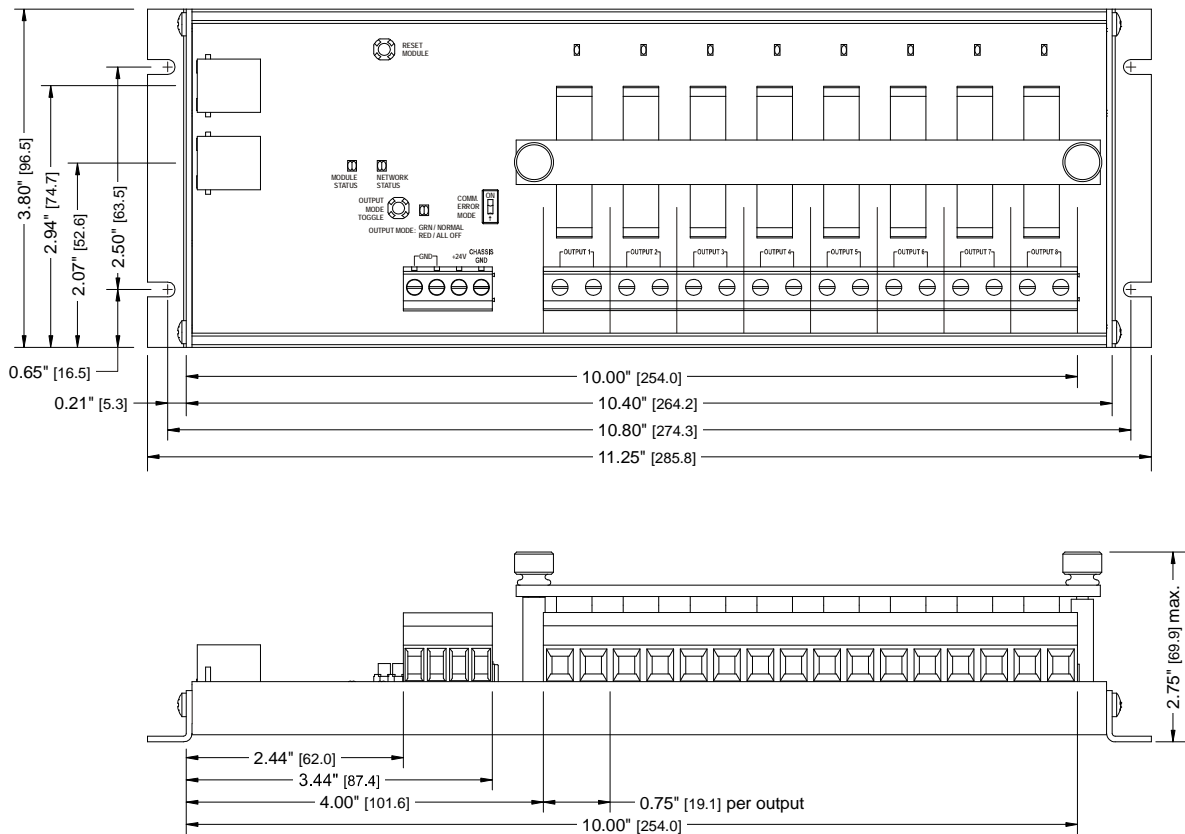 RESET
MODULE
MODULE
STATUS
NETWORK
STATUS
OUTPUT
MODE
TOGGLE
COMM.
ERROR
MODE
ON
OUTPUT MODE: GRN / NORMAL
RED / ALL OFF
GND
+24V
CHASSIS
GND
OUTPUT 1
OUTPUT 2
OUTPUT 3
OUTPUT 4
OUTPUT 5
OUTPUT 6
OUTPUT 7
OUTPUT 8
3.80" [96.5]
2.94" [74.7]
2.07" [52.6]
2.50" [63.5]
0.65" [16.5]
0.21" [5.3]
10.00" [254.0]
10.40" [264.2]
10.80" [274.3]
11.25" [285.8]
2.75" [69.9] max.
2.44" [62.0]
3.44" [87.4]
4.00" [101.6]
0.75" [19.1] per output
10.00" [254.0]